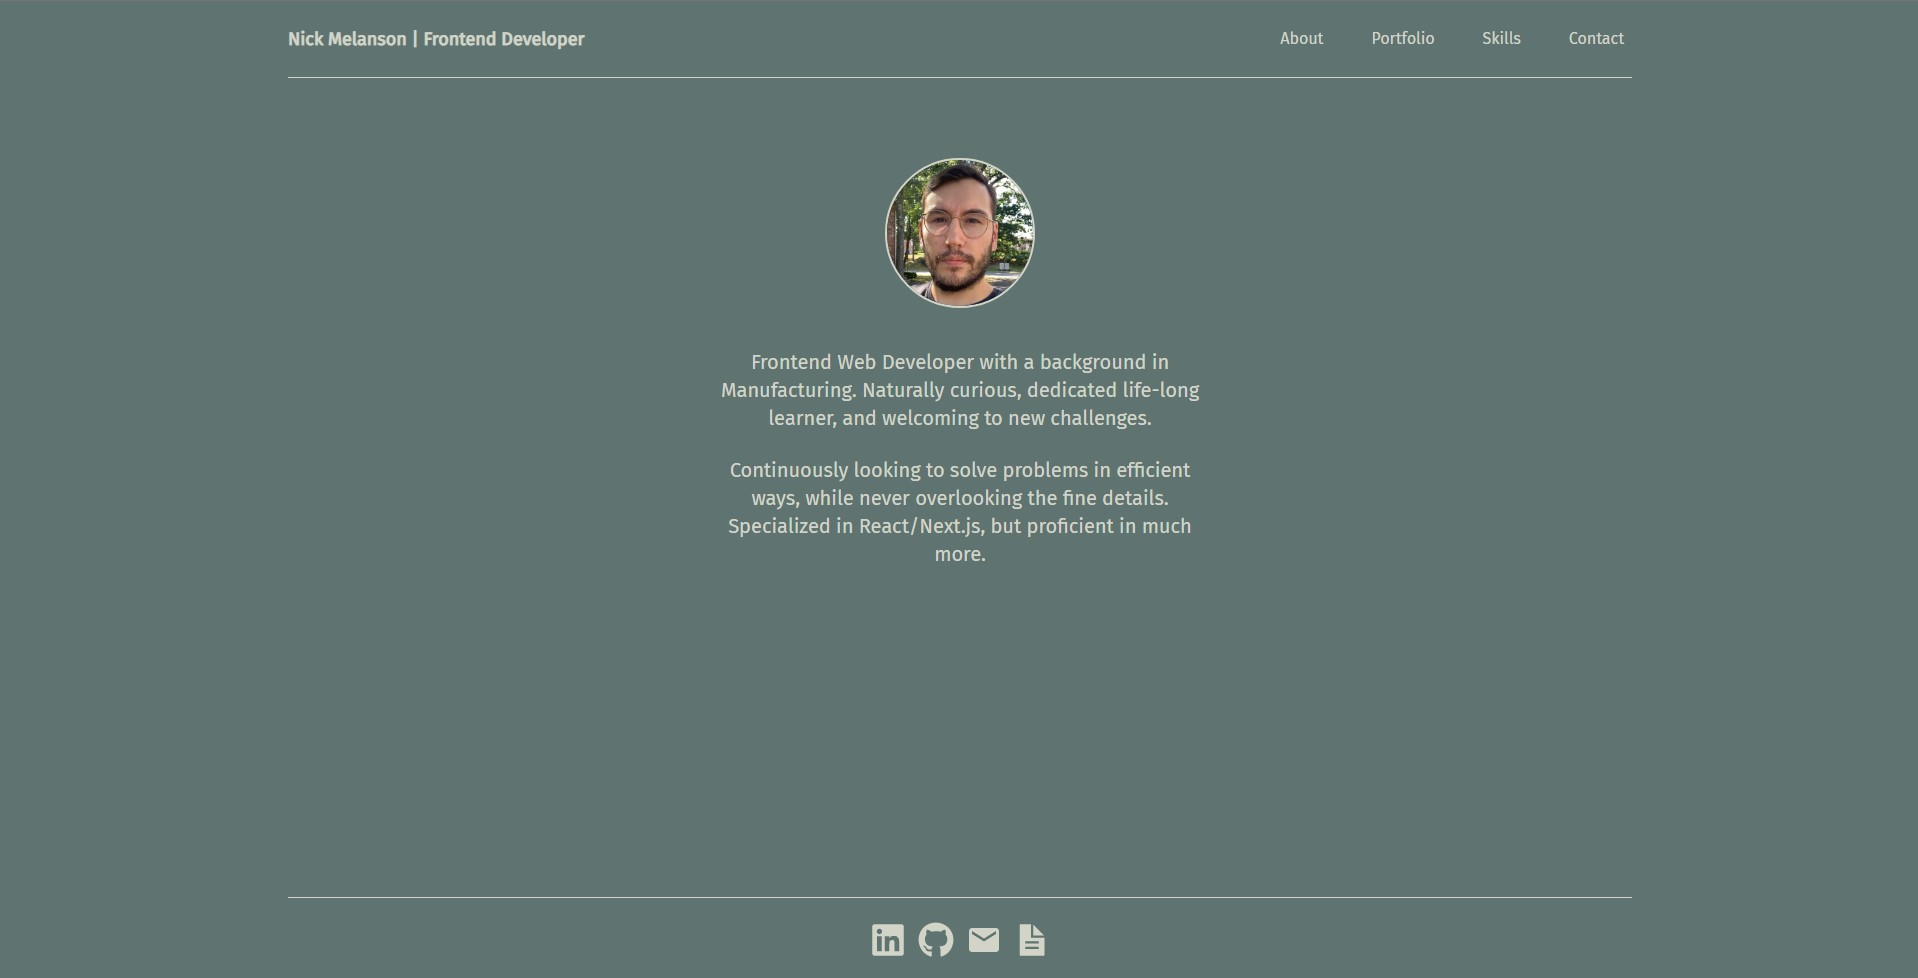 Nick Melanson | Frontend Developer
About
Portfolio
Skills
Contact
Frontend Web Developer with a background in
Manufacturing. Naturally curious, dedicated life-long
learner, and welcoming to new challenges.
Continuously looking to solve problems in efficient
ways, while never overlooking the fine details.
Specialized in React/Next.js, but proficient in much
more.
in